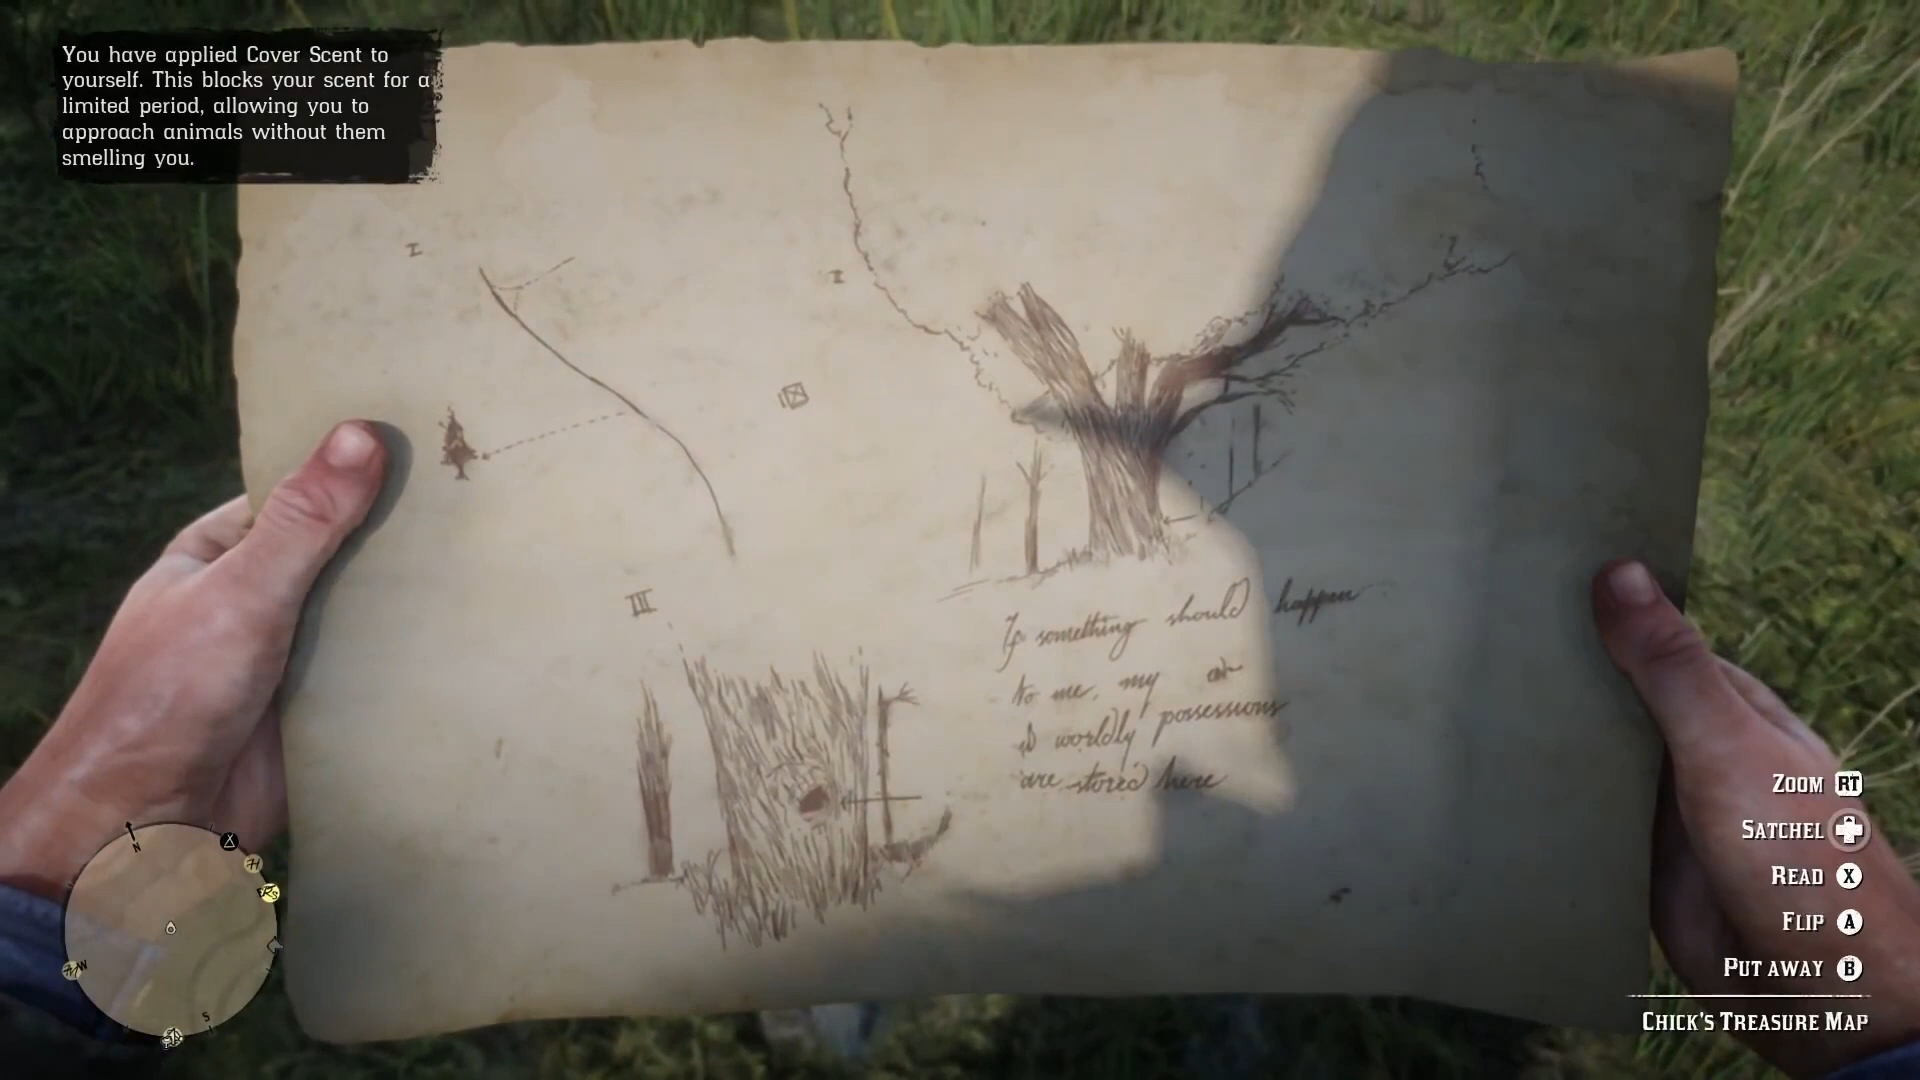 You have applied Cover Scent to
yourself. This blocks your scent for a
limited period, allowing you to
approach animals without them
smelling you.
I
I
III
If something should happen
to me, my
worldly possessions
are stored here
N
H
RS
W
S
ZOOM RT
SATCHEL
READ X
FLIP A
PUT AWAY B
CHICK'S TREASURE MAP